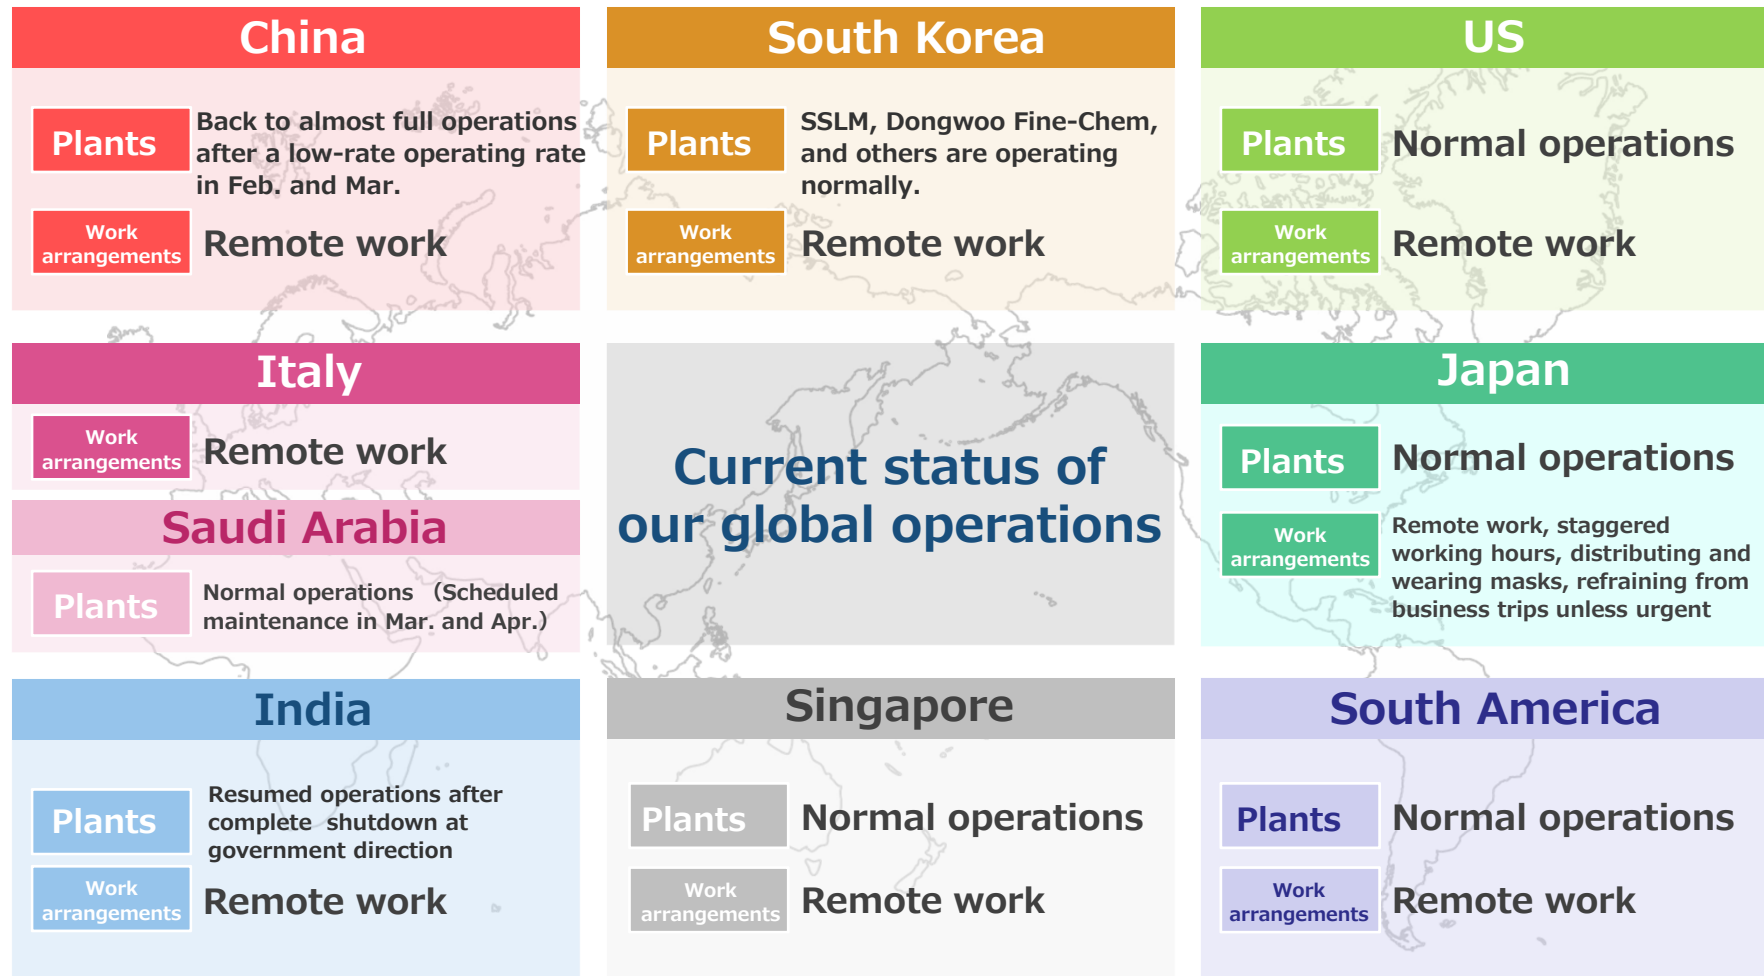 China
Plants
Back to almost full operations
after a low-rate operating rate
in Feb. and Mar.
Work
arrangements
Remote work
South Korea
Plants
SSLM, Dongwoo Fine-Chem,
and others are operating
normally.
Work
arrangements
Remote work
US
Plants
Normal operations
Work
arrangements
Remote work
Italy
Work
arrangements
Remote work
Saudi Arabia
Plants
Normal operations （Scheduled
maintenance in Mar. and Apr.）
Current status of
our global operations
Japan
Plants
Normal operations
Work
arrangements
Remote work, staggered
working hours, distributing and
wearing masks, refraining from
business trips unless urgent
India
Plants
Resumed operations after
complete shutdown at
government direction
Work
arrangements
Remote work
Singapore
Plants
Normal operations
Work
arrangements
Remote work
South America
Plants
Normal operations
Work
arrangements
Remote work